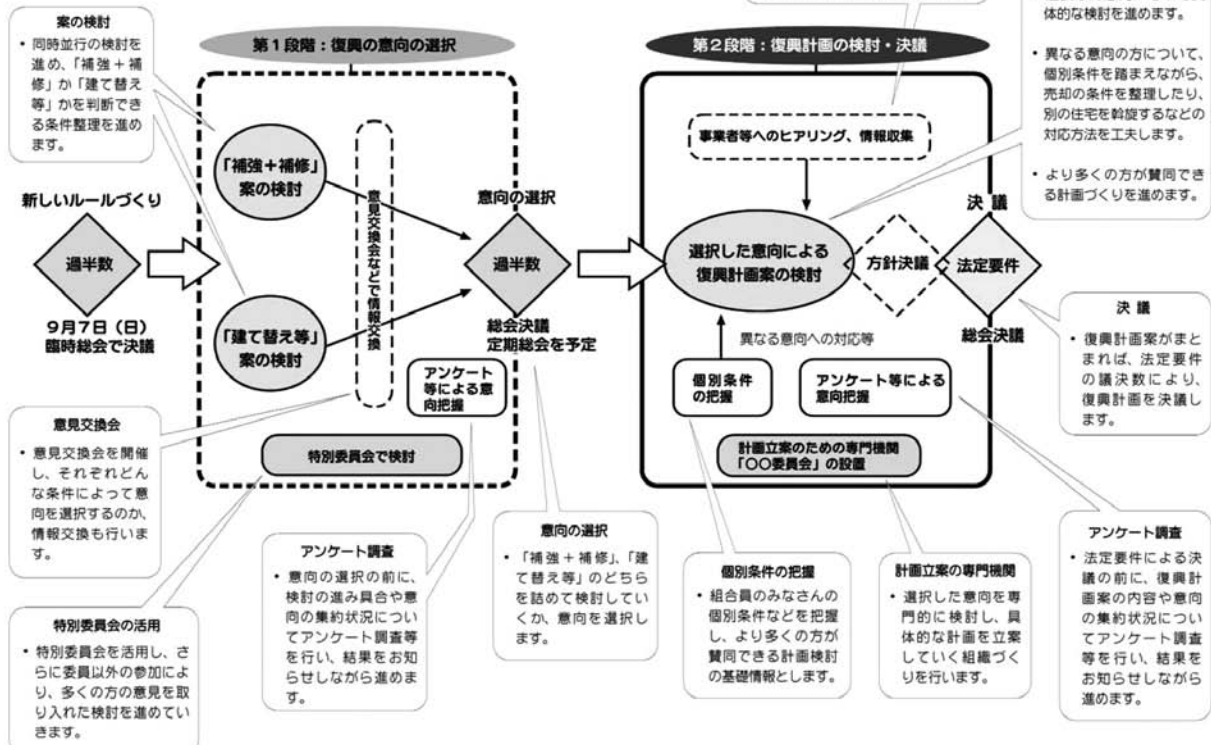 案の検討
• 同時並行の検討を
進め、「補強＋補
修」か「建て替え
等」かを判断でき
る条件整理を進め
ます。
第１段階：復興の意向の選択
第２段階：復興計画の検討・決議
体的な検討を進めます。
• 異なる意向の方について、
個別条件を踏まえながら、
売却の条件を整理したり、
別の住宅を斡旋するなどの
対応方法を工夫します。
• より多くの方が賛同でき
る計画づくりを進めます。
新しいルールづくり
過半数
９月７日（日）
臨時総会で決議
「補強＋補修」
案の検討
「建て替え等」
案の検討
意見交換会などで情報交換
意向の選択
過半数
総会決議
定期総会を予定
アンケート
等による意
向把握
特別委員会で検討
事業者等へのヒアリング、情報収集
選択した意向による
復興計画案の検討
方針決議
決 議
法定要件
総会決議
異なる意向への対応等
個別条件
の把握
アンケート等による
意向把握
計画立案のための専門機関
「〇〇委員会」の設置
決 議
• 復興計画案がまと
まれば、法定要件
の議決数により、
復興計画を決議し
ます。
意見交換会
• 意見交換会を開催
し、それぞれどん
な条件によって意
向を選択するのか、
情報交換も行いま
す。
特別委員会の活用
• 特別委員会を活用し、さ
らに委員以外の参加によ
り、多くの方の意見を取
り入れた検討を進めてい
きます。
アンケート調査
• 意向の選択の前に、
検討の進み具合や意
向の集約状況につい
てアンケート調査等
を行い、結果をお知
らせしながら進めま
す。
意向の選択
• 「補強＋補修」、「建
て替え等」のどちら
を詰めて検討してい
くか、意向を選択し
ます。
個別条件の把握
• 組合員のみなさんの
個別条件などを把握
し、より多くの方が
賛同できる計画検討
の基礎情報とします。
計画立案の専門機関
• 選択した意向を専
門的に検討し、具
体的な計画を立案
していく組織づく
りを行います。
アンケート調査
• 法定要件による決
議の前に、復興計
画案の内容や意向
の集約状況につい
てアンケート調査
等を行い、結果を
お知らせしながら
進めます。